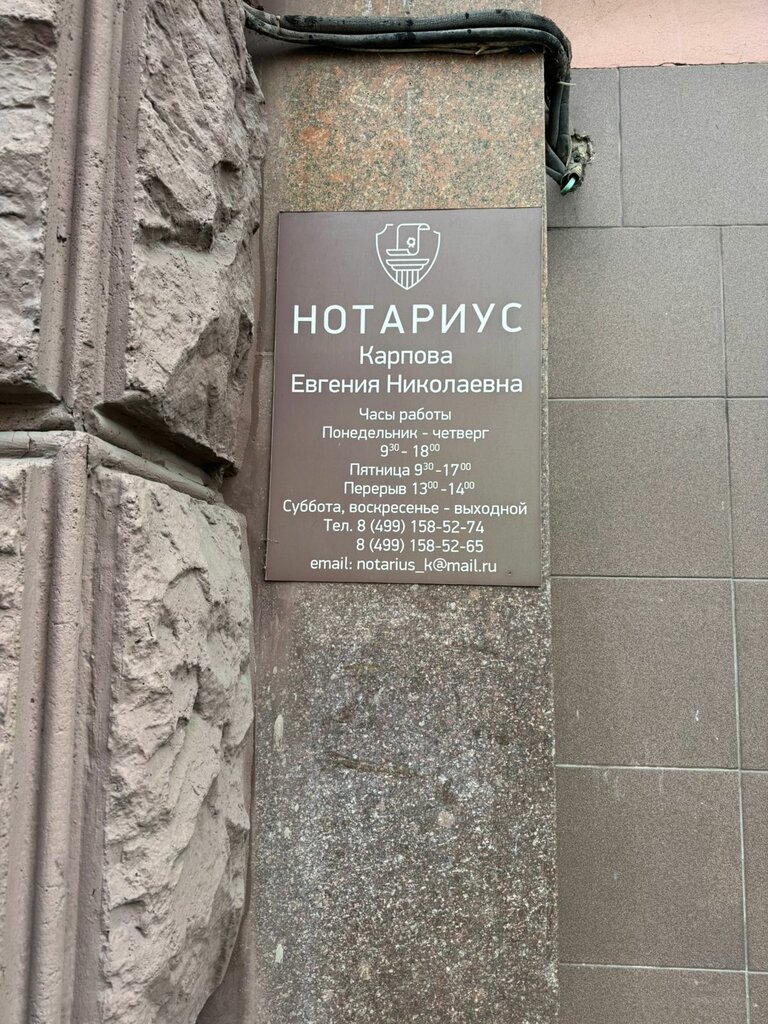 НОТАРИУС
Карпова
Евгения Николаевна
Часы работы
Понедельник - четверг
9³⁰- 18⁰⁰
Пятница 9³⁰-17⁰⁰
Перерыв 13⁰⁰-14⁰⁰
Суббота, воскресенье - выходной
Тел. 8 (499) 158-52-74
8 (499) 158-52-65
email: notarius_k@mail.ru